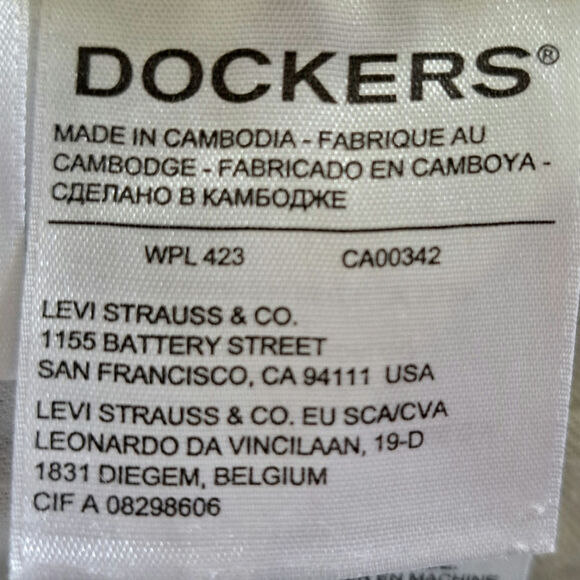 DOCKERS®
MADE IN CAMBODIA - FABRIQUE AU
CAMBODGE - FABRICADO EN CAMBOYA -
СДЕЛАНО В КАМБОДЖЕ
WPL 423 CA00342
LEVI STRAUSS & CO.
1155 BATTERY STREET
SAN FRANCISCO, CA 94111 USA
LEVI STRAUSS & CO. EU SCA/CVA
LEONARDO DA VINCILAAN, 19-D
1831 DIEGEM, BELGIUM
CIF A 08298606
EN MACHINE